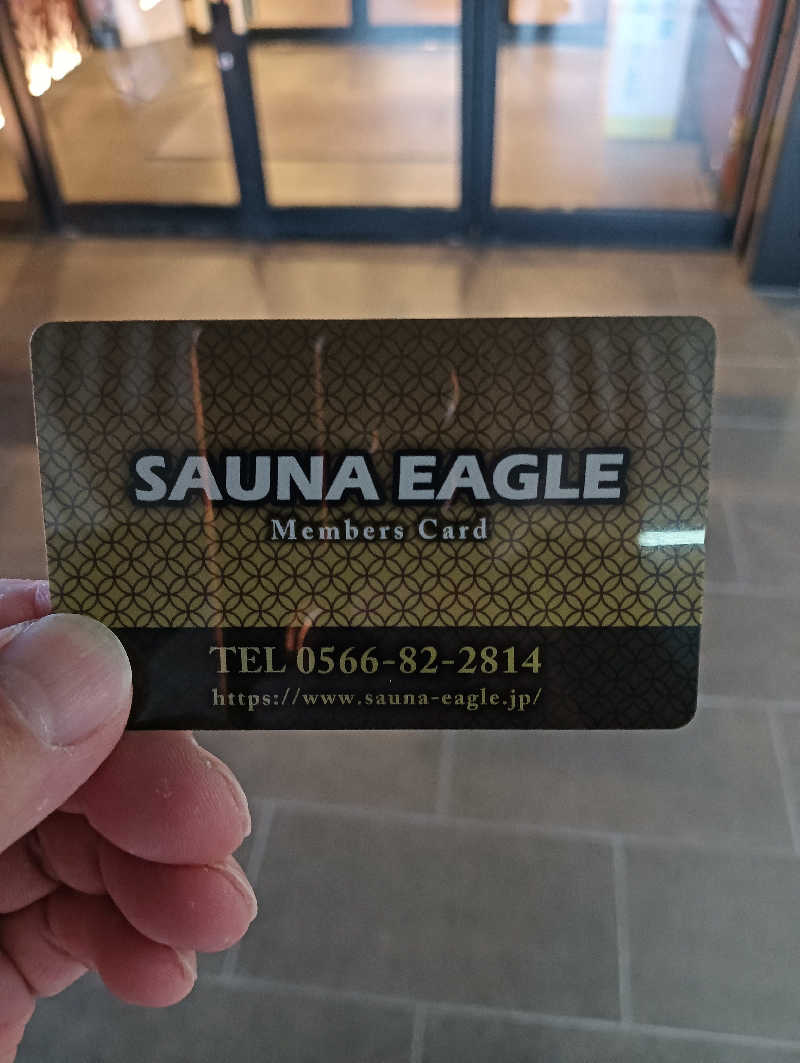 SAUNA EAGLE
Members Card
TEL 0566-82-2814
https://www.sauna-eagle.jp/